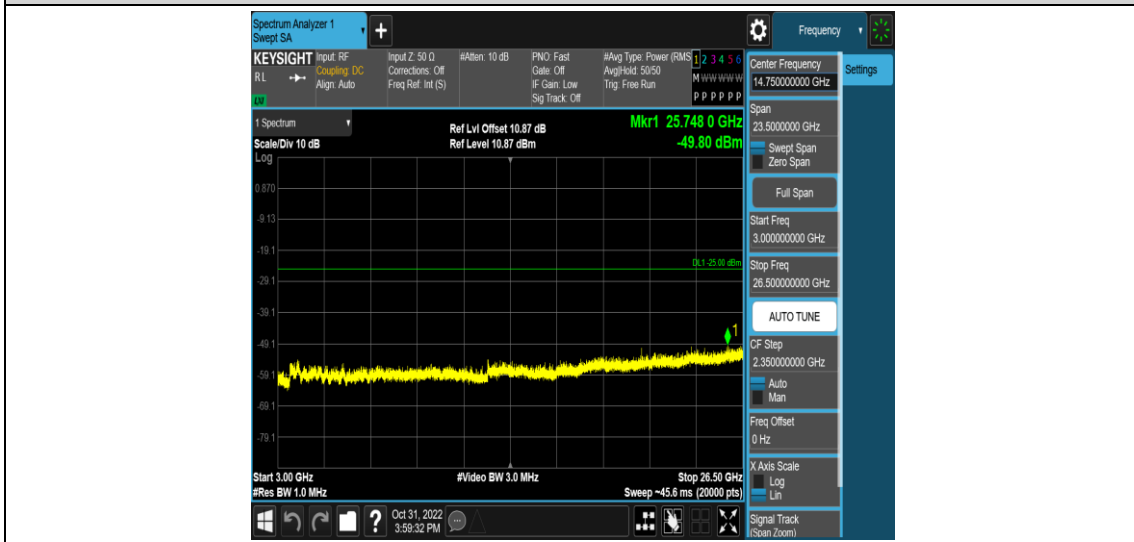 Spectrum Analyzer 1
Swept SA
+
Frequency
KEYSIGHT
RL
LXI
Input: RF
Coupling: DC
Align: Auto
Input Z: 50 Ω
Corrections: Off
Freq Ref: Int (S)
#Atten: 10 dB
PNO: Fast
Gate: Off
IF Gain: Low
Sig Track: Off
#Avg Type: Power (RMS
Avg|Hold: 50/50
Trig: Free Run
1 2 3 4 5 6
M W W W W W
P P P P P P
1 Spectrum
Scale/Div 10 dB
Log
Ref Lvl Offset 10.87 dB
Ref Level 10.87 dBm
Mkr1 25.748 0 GHz
-49.80 dBm
0.870
-9.13
-19.1
DL1 -25.00 dBm
-29.1
-39.1
1
-49.1
-59.1
-69.1
-79.1
Start 3.00 GHz
#Video BW 3.0 MHz
Stop 26.50 GHz
#Res BW 1.0 MHz
Sweep ~45.6 ms (20000 pts)
?
Oct 31, 2022
3:59:32 PM
Center Frequency
14.750000000 GHz
Settings
Span
23.5000000 GHz
Swept Span
Zero Span
Full Span
Start Freq
3.000000000 GHz
Stop Freq
26.500000000 GHz
AUTO TUNE
CF Step
2.350000000 GHz
Auto
Man
Freq Offset
0 Hz
X Axis Scale
Log
Lin
Signal Track
(Span Zoom)